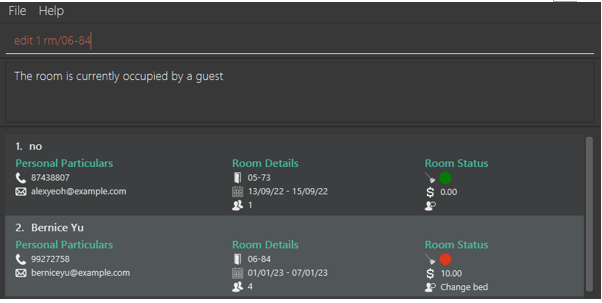 File Help
edit 1 rm/06-84
The room is currently occupied by a guest
1. no
Personal Particulars Room Details Room Status
87438807 05-73
alexyeoh@example.com 13/09/22 - 15/09/22 $ 0.00
1
2. Bernice Yu
Personal Particulars Room Details Room Status
99272758 06-84
berniceyu@example.com 01/01/23 - 07/01/23 $ 10.00
4 Change bed